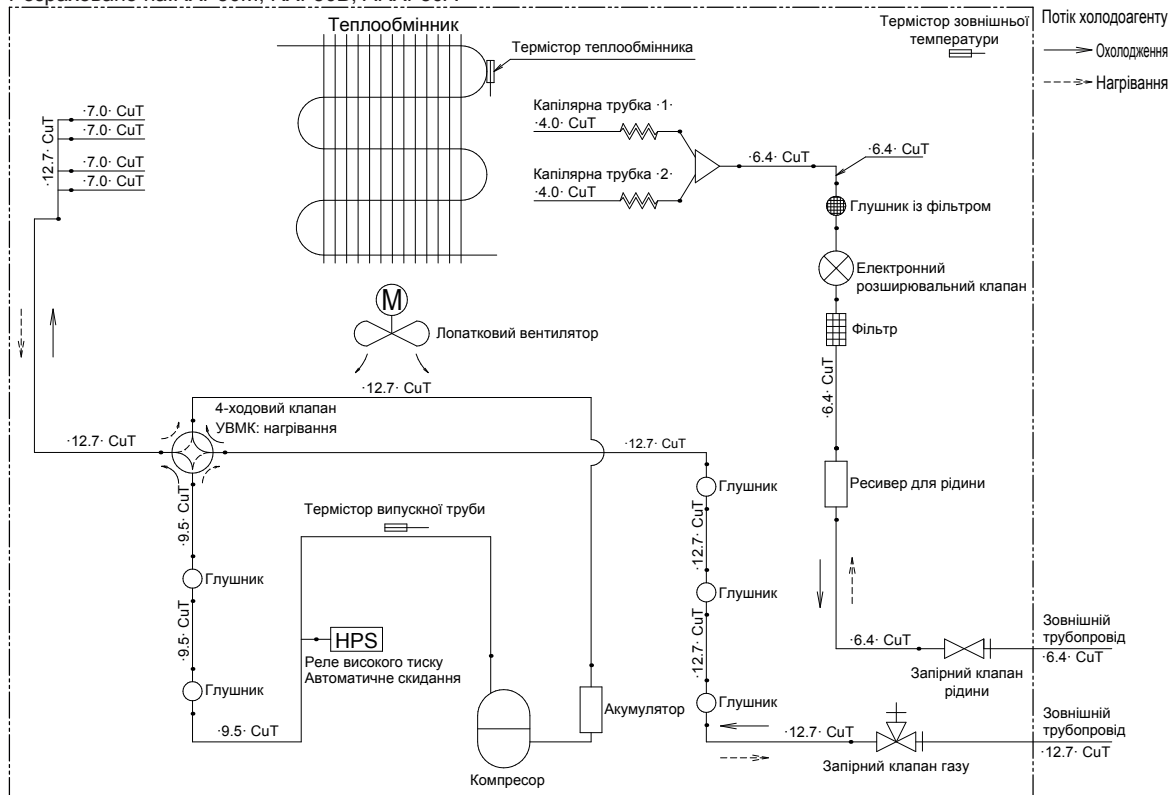 Теплообмінник
Термістор теплообмінника
Термістор зовнішньої
температури
Потік холодоагенту
Охолодження
Нагрівання
·12.7· CuT
·7.0· CuT
·7.0· CuT
·7.0· CuT
·7.0· CuT
Капілярна трубка ·1·
·4.0· CuT
Капілярна трубка ·2·
·4.0· CuT
·6.4· CuT
·6.4· CuT
Глушник із фільтром
Електронний
розширювальний клапан
Фільтр
·6.4· CuT
M
Лопатковий вентилятор
·12.7· CuT
4-ходовий клапан
УВМК: нагрівання
·12.7· CuT
·12.7· CuT
·9.5· CuT
Глушник
·9.5· CuT
Глушник
·9.5· CuT
Термістор випускної труби
HPS
Реле високого тиску
Автоматичне скидання
Компресор
Акумулятор
Глушник
·12.7· CuT
Глушник
·12.7· CuT
Глушник
·12.7· CuT
Ресивер для рідини
·6.4· CuT
Запірний клапан
рідини
Зовнішній
трубопровід
·6.4· CuT
Запірний клапан газу
Зовнішній
трубопровід
·12.7· CuT